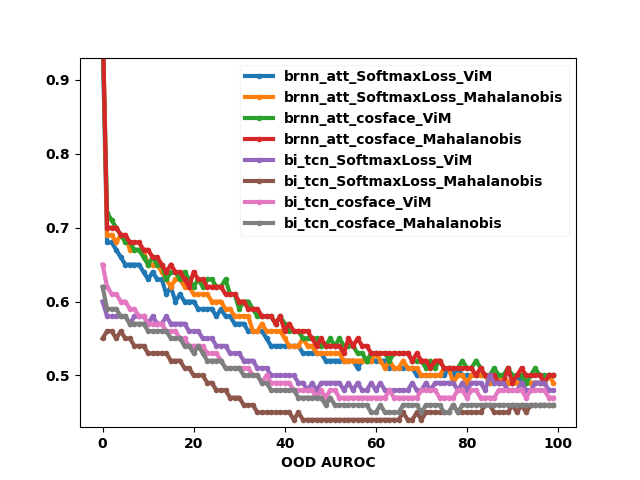 0.9
0.8
0.7
0.6
0.5
0 20 40 60 80 100
OOD AUROC
brnn_att_SoftmaxLoss_ViM
brnn_att_SoftmaxLoss_Mahalanobis
brnn_att_cosface_ViM
brnn_att_cosface_Mahalanobis
bi_tcn_SoftmaxLoss_ViM
bi_tcn_SoftmaxLoss_Mahalanobis
bi_tcn_cosface_ViM
bi_tcn_cosface_Mahalanobis